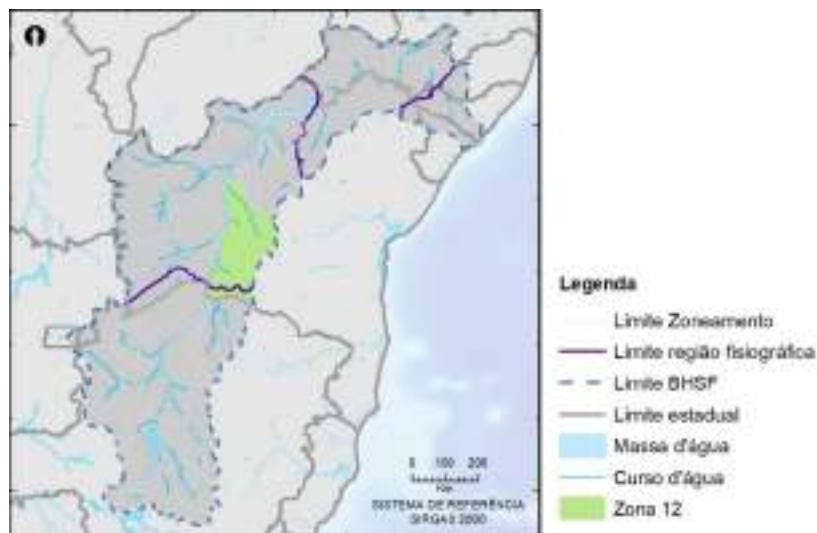 0 100 200
Km
SISTEMA DE REFERÊNCIA
SIRGAS 2000
Legenda
Limite Zoneamento
Limite região fisiográfica
Limite BHSF
Limite estadual
Massa d'água
Curso d'água
Zona 12